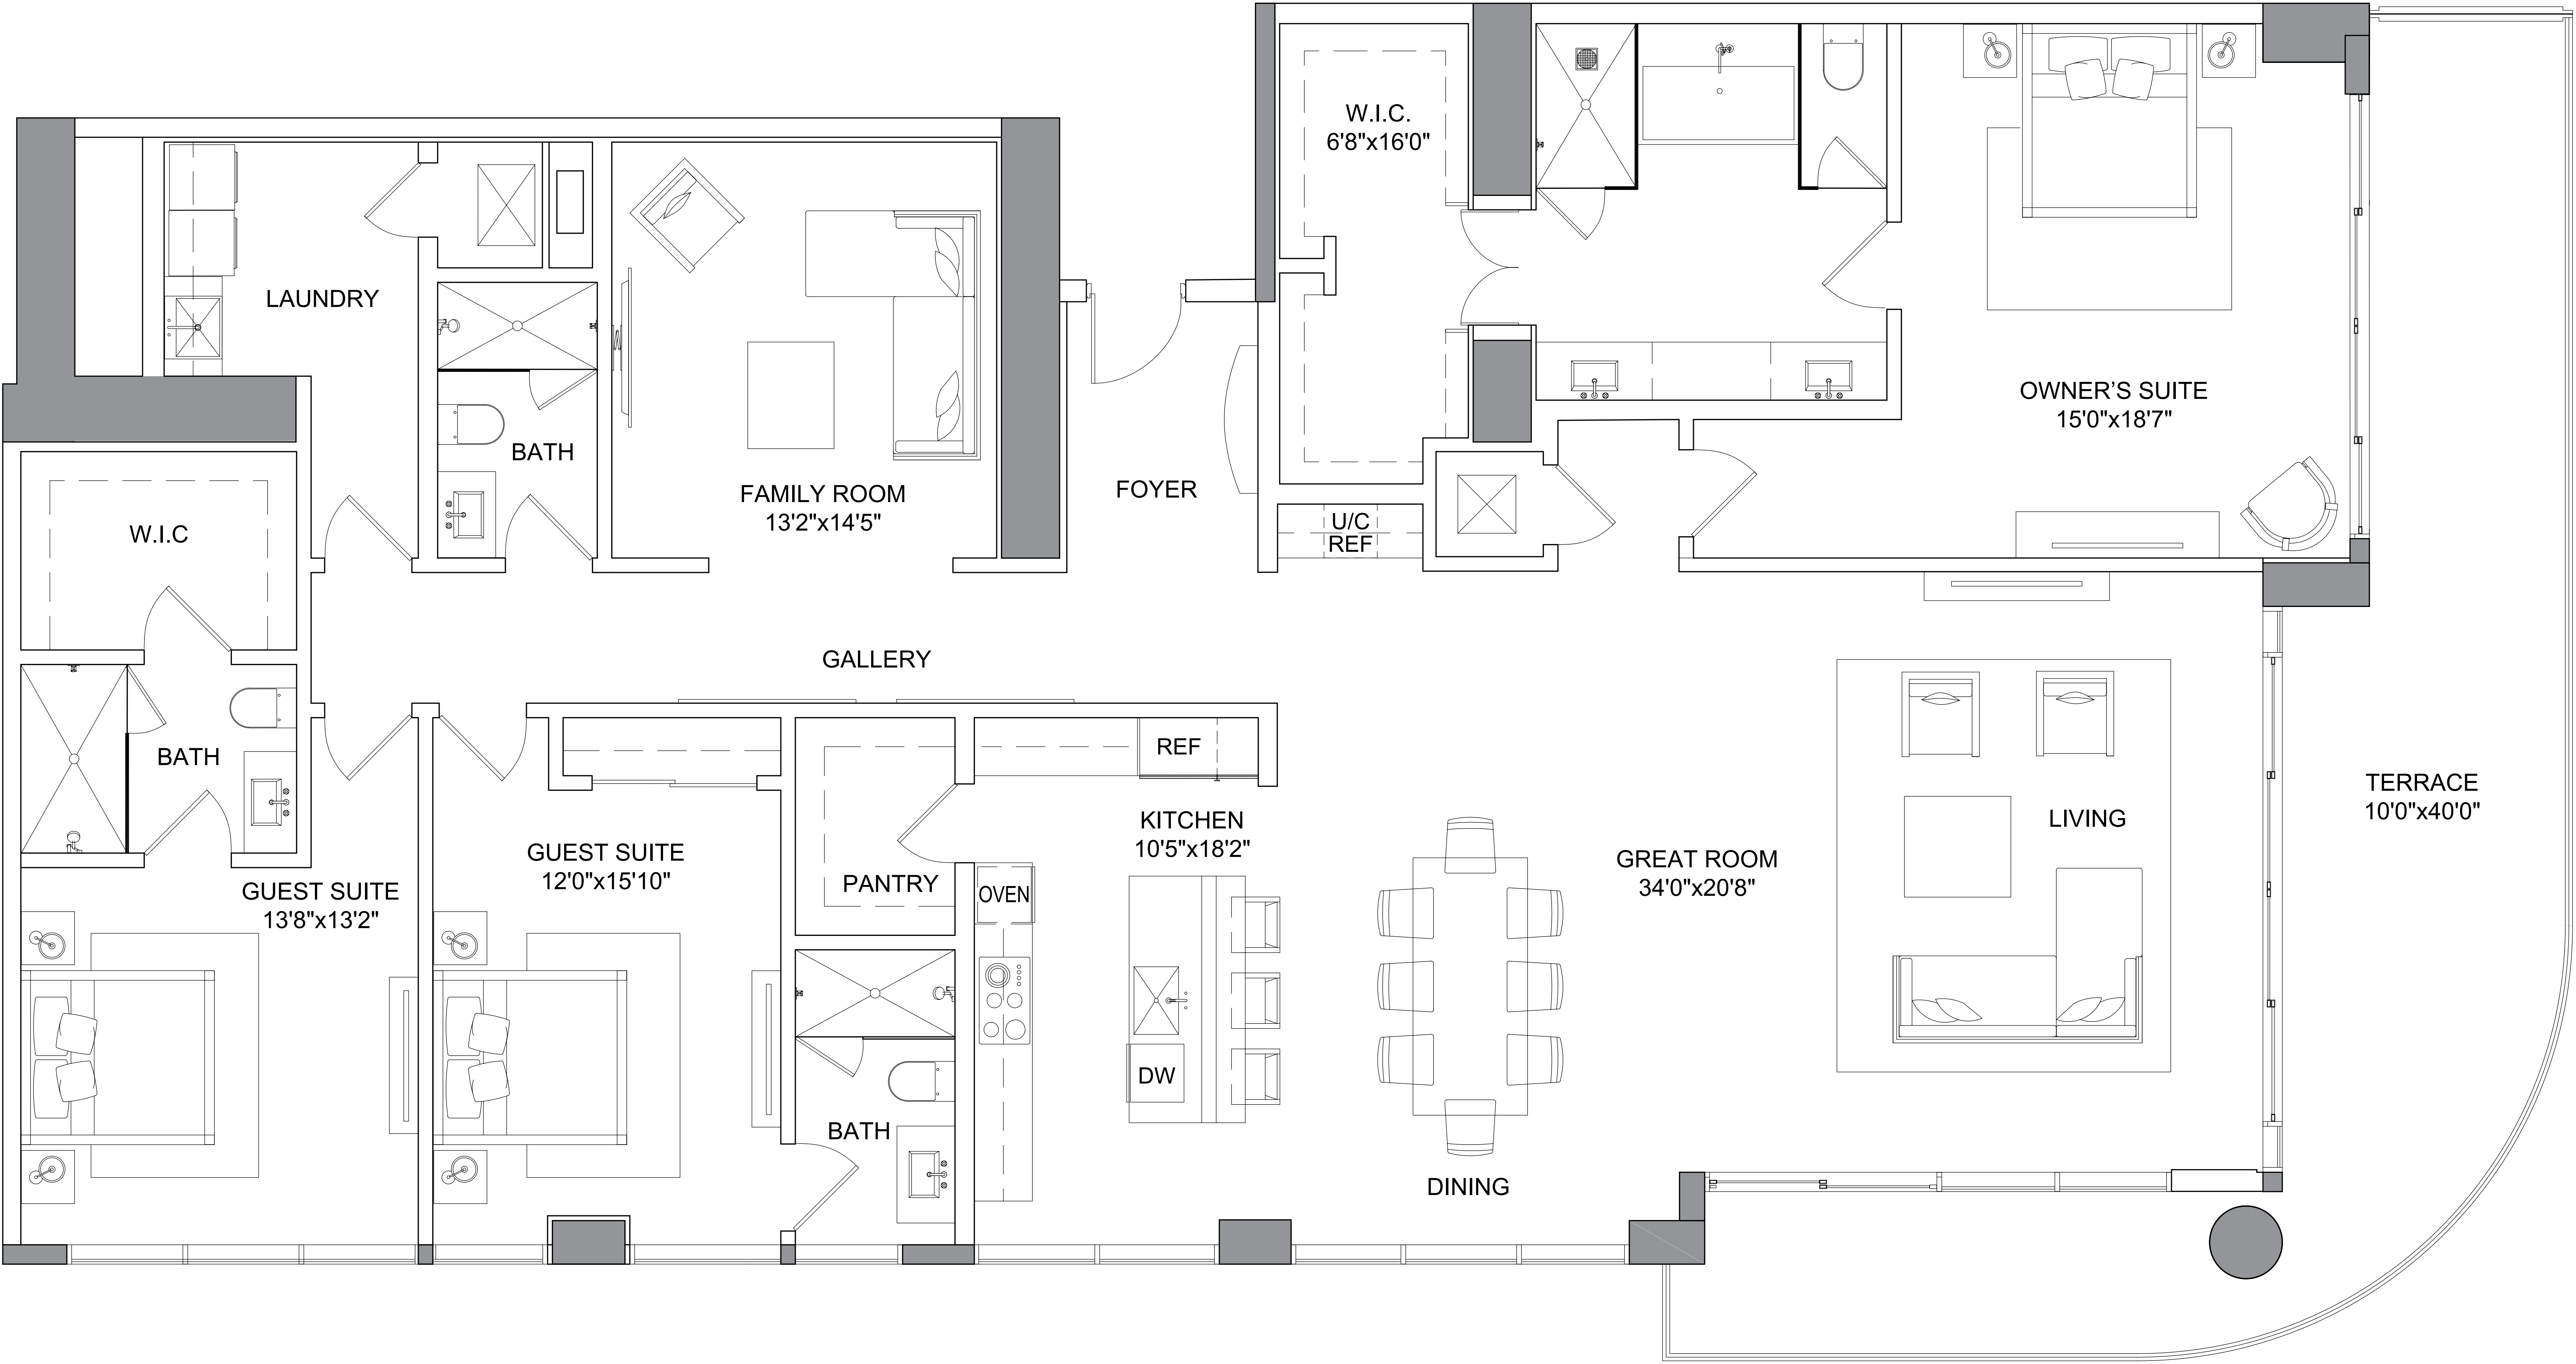 W.I.C.
6'8"x16'0"
LAUNDRY
OWNER’S SUITE
15'0"x18'7"
BATH
FAMILY ROOM
13'2"x14'5"
FOYER
U/C
REF
W.I.C
GALLERY
REF
BATH
TERRACE
10'0"x40'0"
KITCHEN
10'5"x18'2"
LIVING
GUEST SUITE
12'0"x15'10"
GREAT ROOM
34'0"x20'8"
GUEST SUITE
13'8"x13'2"
PANTRY
OVEN
DW
BATH
DINING